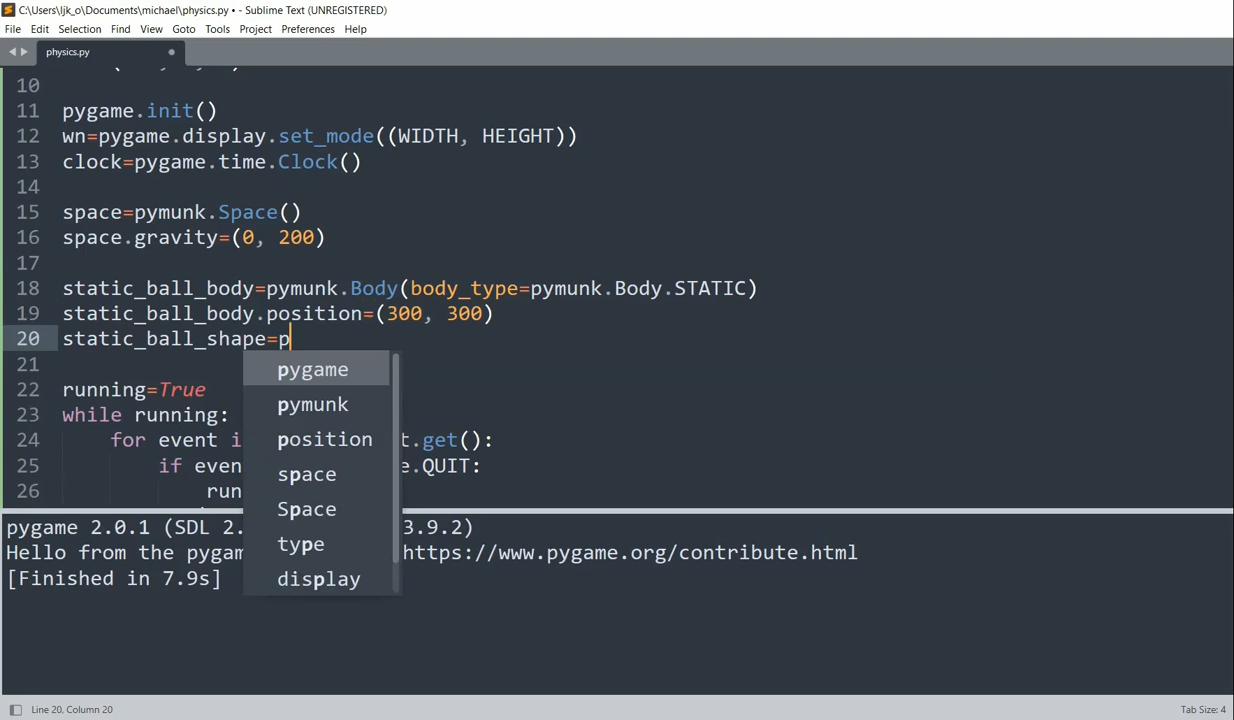 C:\Users\ljk_o\Documents\michael\physics.py • - Sublime Text (UNREGISTERED)
File Edit Selection Find View Goto Tools Project Preferences Help
physics.py
10
11 pygame.init()
12 wn=pygame.display.set_mode((WIDTH, HEIGHT))
13 clock=pygame.time.Clock()
14
15 space=pymunk.Space()
16 space.gravity=(0, 200)
17
18 static_ball_body=pymunk.Body(body_type=pymunk.Body.STATIC)
19 static_ball_body.position=(300, 300)
20 static_ball_shape=p
21
22 running=True
23 while running:
24 for event i t.get():
25 if even e.QUIT:
26 run
pygame
pymunk
position
space
Space
type
display
pygame 2.0.1 (SDL 2. 3.9.2)
Hello from the pygam https://www.pygame.org/contribute.html
[Finished in 7.9s]
Line 20, Column 20
Tab Size: 4